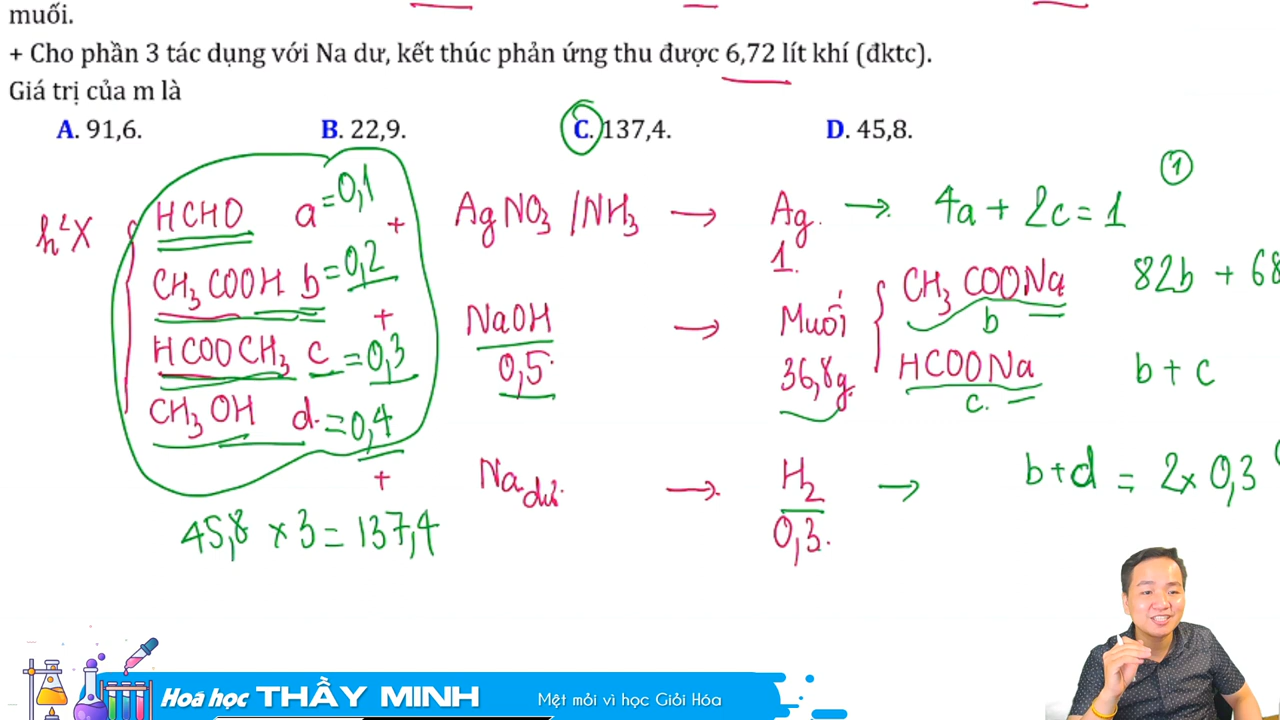 muối.
+ Cho phần 3 tác dụng với Na dư, kết thúc phản ứng thu được 6,72 lít khí (đktc).
Giá trị của m là
A. 91,6. B. 22,9. C. 137,4. D. 45,8.
①
h² X
HCHO a = 0,1 + AgNO₃ /NH₃ → Ag → 4a + 2c = 1
1.
CH₃COOH b = 0,2
+ NaOH → Muối
0,5 36,8g
CH₃COONa 82b + 68
b
HCOOCH₃ c = 0,3
HCOONa b + c
c.
CH₃OH d = 0,4
+ Na dư → H₂ → b+d = 2 x 0,3
0,3.
45,8 x 3 = 137,4
Hoá học THẦY MINH Mệt mỏi vì học Giỏi Hóa